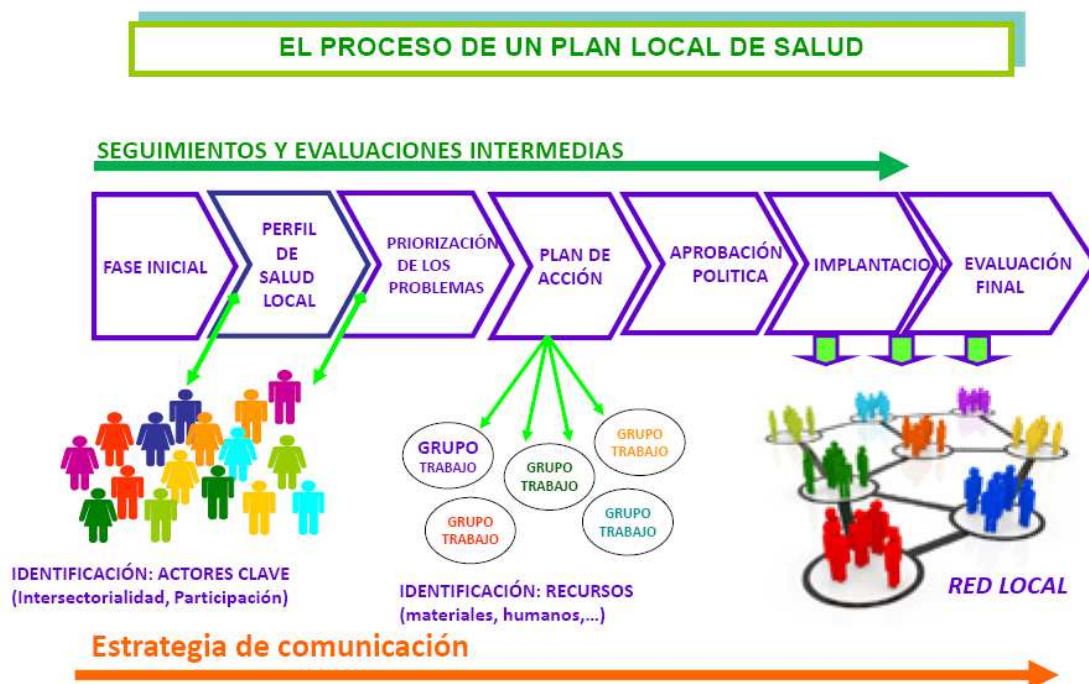 EL PROCESO DE UN PLAN LOCAL DE SALUD
SEGUIMIENTOS Y EVALUACIONES INTERMEDIAS
FASE INICIAL
PERFIL
DE
SALUD
LOCAL
PRIORIZACIÓN
DE LOS
PROBLEMAS
PLAN DE
ACCIÓN
APROBACIÓN
POLITICA
IMPLANTACION
EVALUACIÓN
FINAL
GRUPO
TRABAJO
GRUPO
TRABAJO
GRUPO
TRABAJO
GRUPO
TRABAJO
GRUPO
TRABAJO
IDENTIFICACIÓN: ACTORES CLAVE
(Intersectorialidad, Participación)
IDENTIFICACIÓN: RECURSOS
(materiales, humanos,...)
RED LOCAL
Estrategia de comunicación